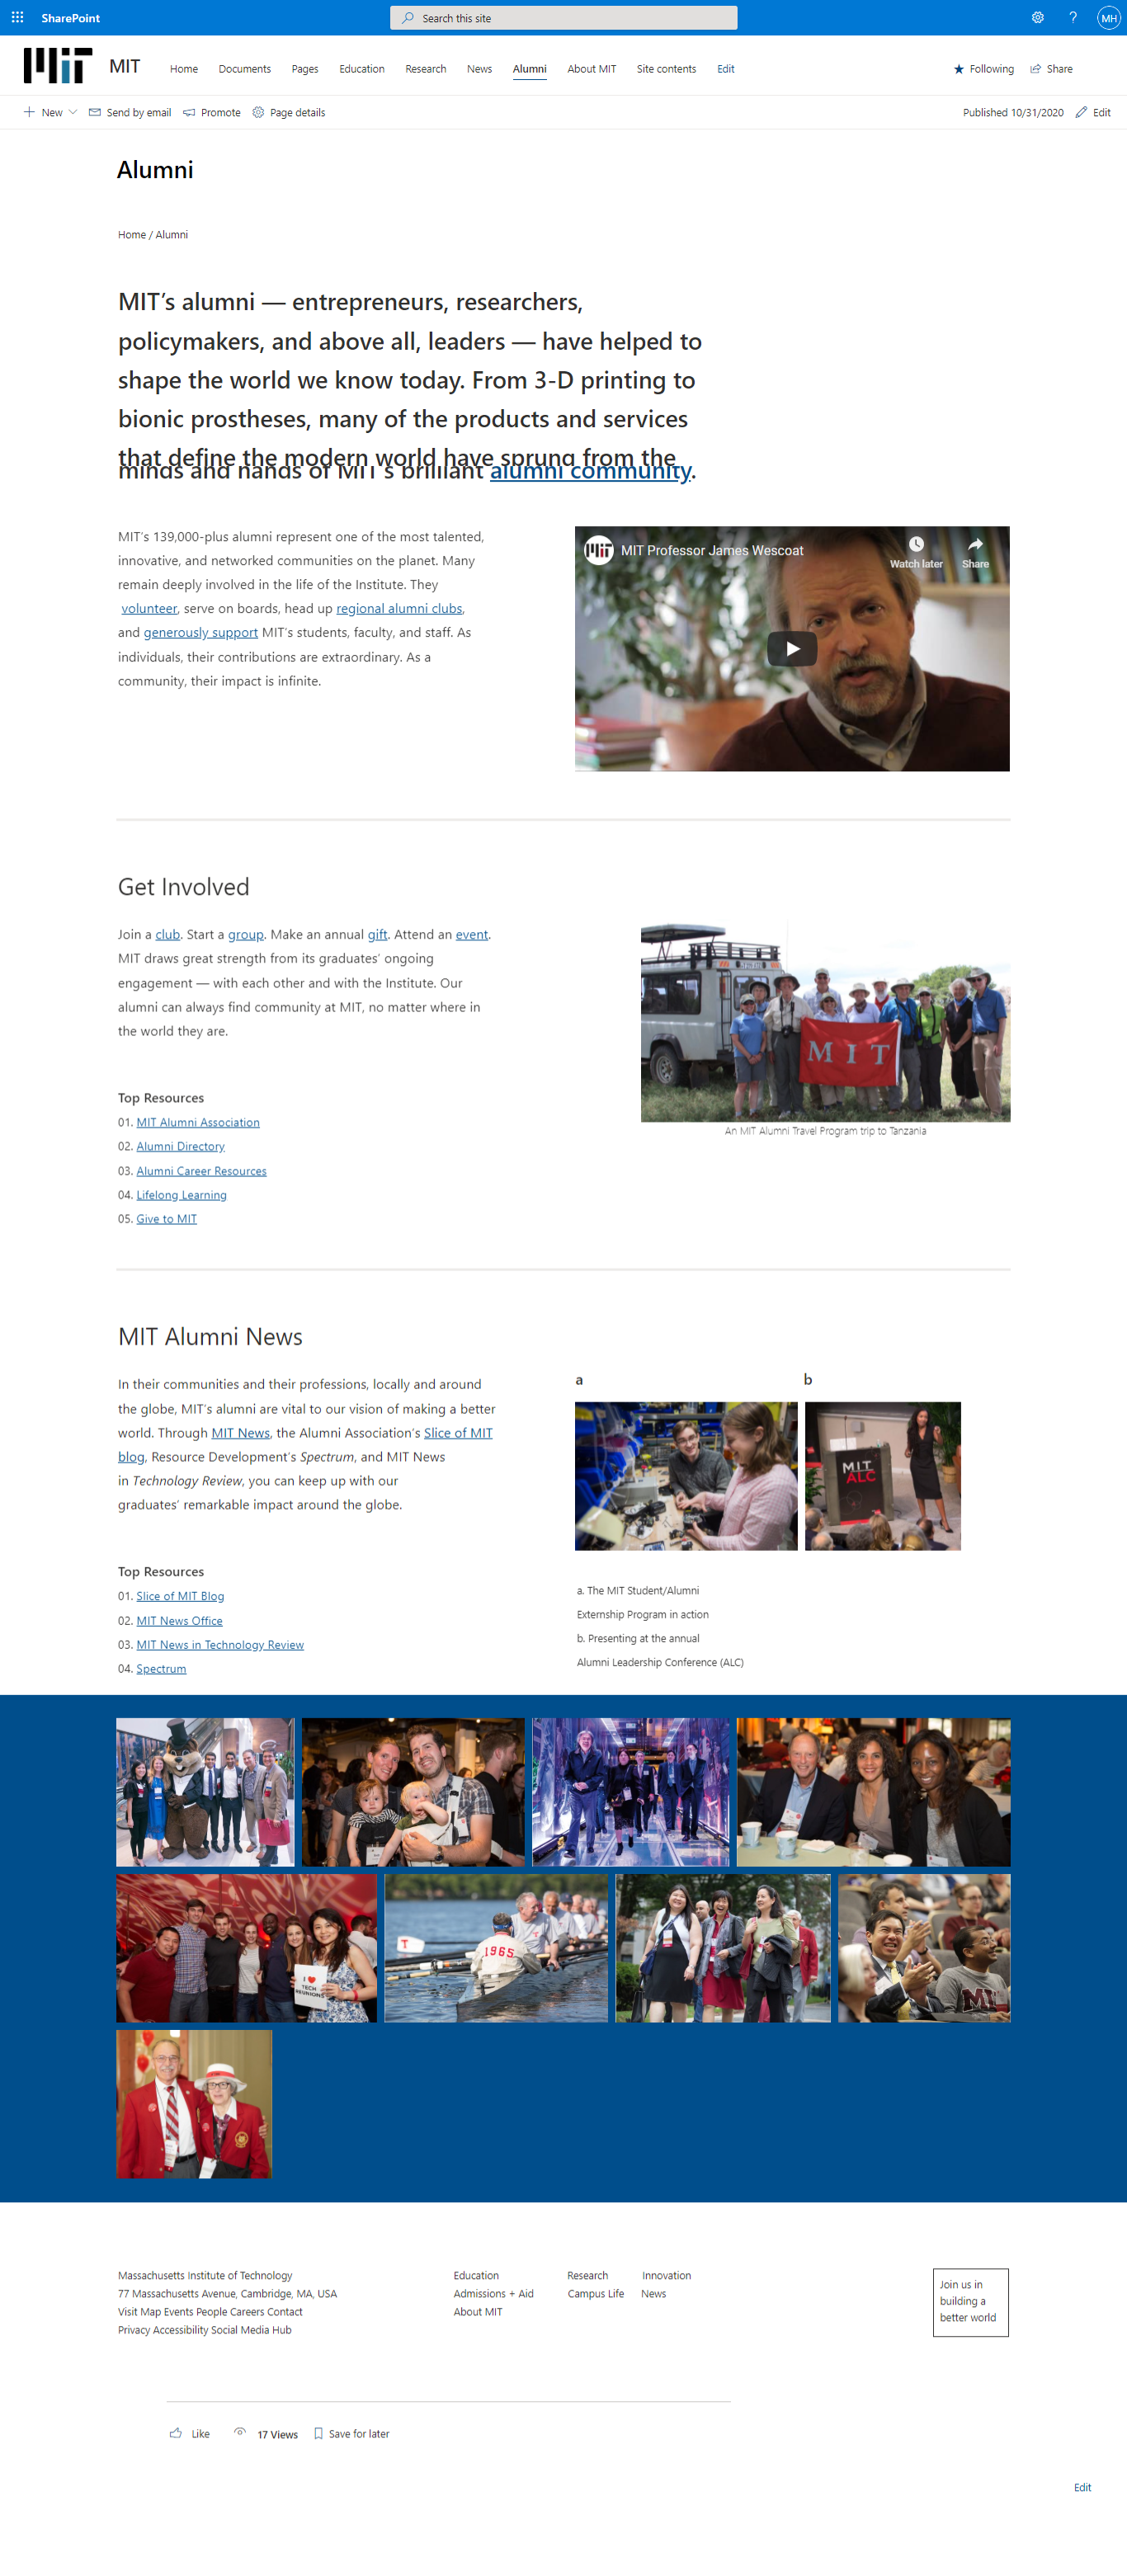 SharePoint
Search this site
MH
MIT
MIT
Home Documents Pages Education Research News Alumni About MIT Site contents Edit
Following Share
New Send by email Promote Page details
Published 10/31/2020 Edit
Alumni
Home / Alumni
MIT’s alumni — entrepreneurs, researchers,
policymakers, and above all, leaders — have helped to
shape the world we know today. From 3-D printing to
bionic prostheses, many of the products and services
that define the modern world have sprung from the
minds and hands of MIT’s brilliant alumni community.
MIT’s 139,000-plus alumni represent one of the most talented,
innovative, and networked communities on the planet. Many
remain deeply involved in the life of the Institute. They
volunteer, serve on boards, head up regional alumni clubs,
and generously support MIT’s students, faculty, and staff. As
individuals, their contributions are extraordinary. As a
community, their impact is infinite.
MIT Professor James Wescoat
Watch later Share
Get Involved
Join a club. Start a group. Make an annual gift. Attend an event.
MIT draws great strength from its graduates’ ongoing
engagement — with each other and with the Institute. Our
alumni can always find community at MIT, no matter where in
the world they are.
Top Resources
01. MIT Alumni Association
02. Alumni Directory
03. Alumni Career Resources
04. Lifelong Learning
05. Give to MIT
MIT
An MIT Alumni Travel Program trip to Tanzania
MIT Alumni News
In their communities and their professions, locally and around
the globe, MIT’s alumni are vital to our vision of making a better
world. Through MIT News, the Alumni Association’s Slice of MIT
blog, Resource Development’s Spectrum, and MIT News
in Technology Review, you can keep up with our
graduates’ remarkable impact around the globe.
Top Resources
01. Slice of MIT Blog
02. MIT News Office
03. MIT News in Technology Review
04. Spectrum
a b
MIT
ALC
a. The MIT Student/Alumni
Externship Program in action
b. Presenting at the annual
Alumni Leadership Conference (ALC)
I
TECH
REUNIONS
T
1965
MI
Massachusetts Institute of Technology
77 Massachusetts Avenue, Cambridge, MA, USA
Visit Map Events People Careers Contact
Privacy Accessibility Social Media Hub
Education Research Innovation
Admissions + Aid Campus Life News
About MIT
Join us in
building a
better world
Like 17 Views Save for later
Edit